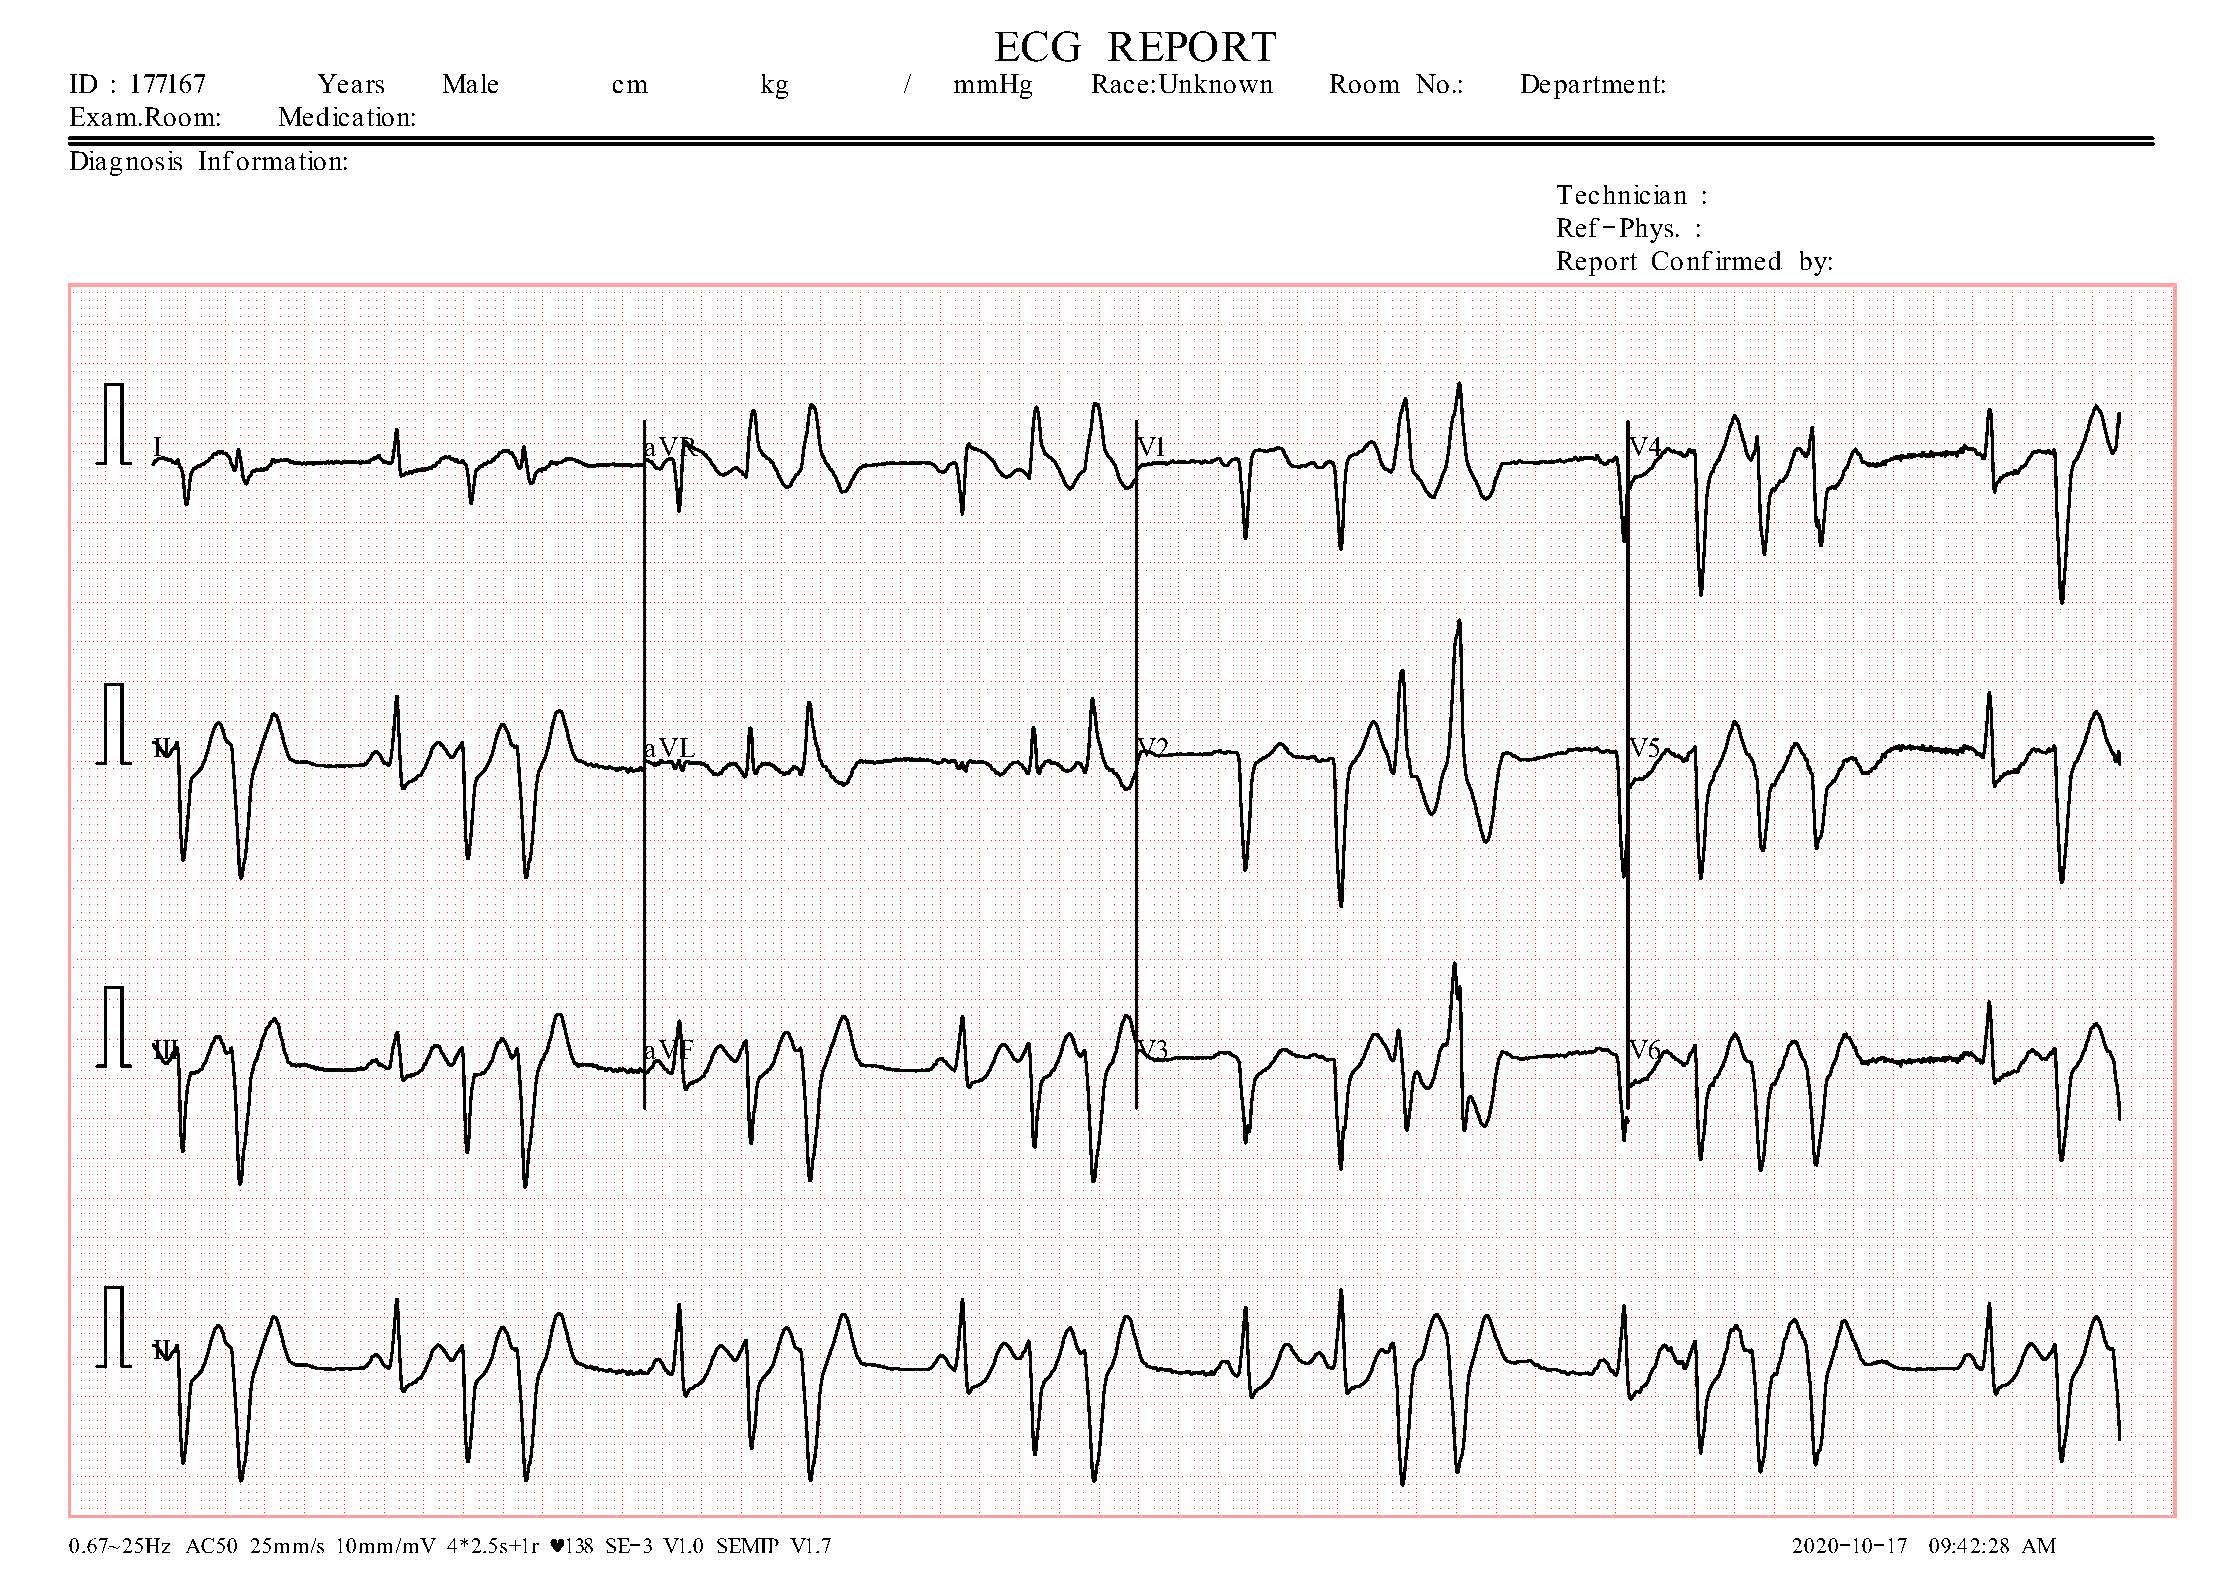 ECG REPORT
ID : 177167 Years Male cm kg / mmHg Race:Unknown Room No.: Department:
Exam.Room: Medication:
Diagnosis Information:
Technician :
Ref-Phys. :
Report Confirmed by:
I aVR V1 V4
II aVL V2 V5
III aVF V3 V6
II
0.67~25Hz AC50 25mm/s 10mm/mV 4*2.5s+1r ♥138 SE-3 V1.0 SEMIP V1.7 2020-10-17 09:42:28 AM